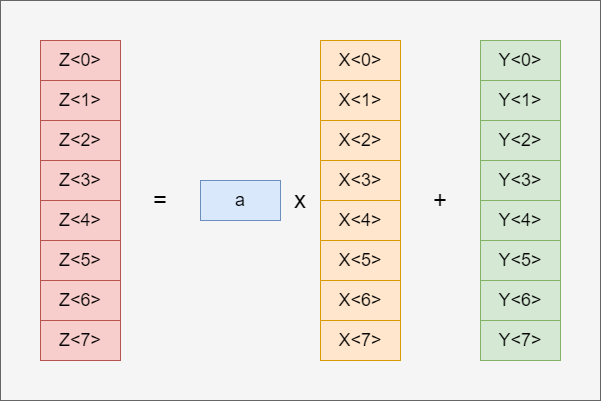 Z<0> X<0> Y<0>
Z<1> X<1> Y<1>
Z<2> X<2> Y<2>
Z<3> X<3> Y<3>
= a x +
Z<4> X<4> Y<4>
Z<5> X<5> Y<5>
Z<6> X<6> Y<6>
Z<7> X<7> Y<7>